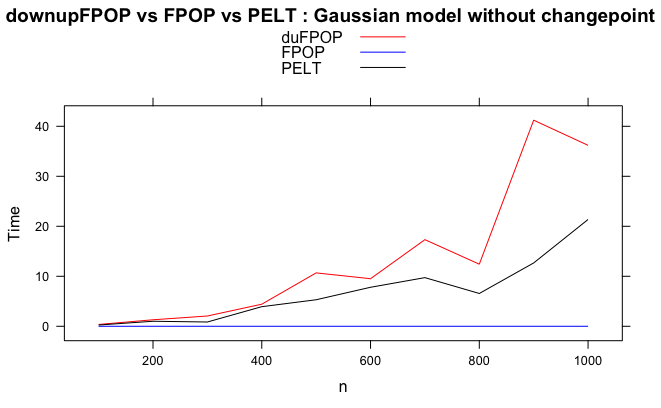 downupFPOP vs FPOP vs PELT : Gaussian model without changepoint
duFPOP
FPOP
PELT
40
30
20
10
0
Time
200 400 600 800 1000
n